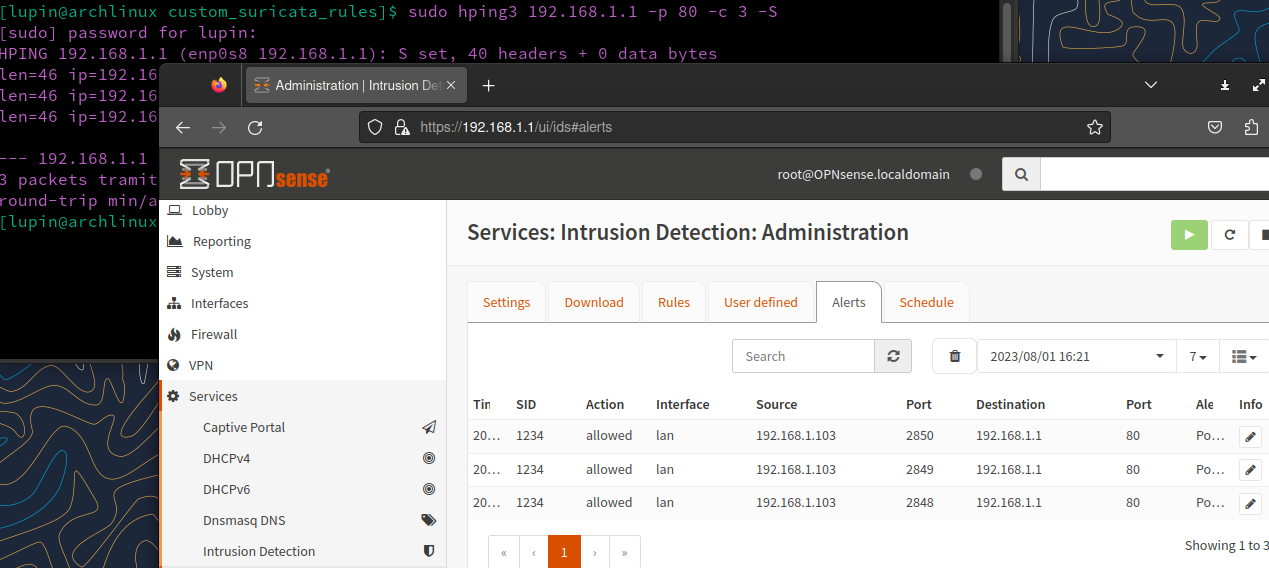 [lupin@archlinux custom_suricata_rules]$ sudo hping3 192.168.1.1 -p 80 -c 3 -S
[sudo] password for lupin:
HPING 192.168.1.1 (enp0s8 192.168.1.1): S set, 40 headers + 0 data bytes
len=46 ip=192.16
len=46 ip=192.16
len=46 ip=192.16
--- 192.168.1.1
3 packets tramit
round-trip min/a
[lupin@archlinux
Administration | Intrusion Det
https://192.168.1.1/ui/ids#alerts
OPNsense
root@OPNsense.localdomain
Lobby
Reporting
System
Interfaces
Firewall
VPN
Services
Captive Portal
DHCPv4
DHCPv6
Dnsmasq DNS
Intrusion Detection
Services: Intrusion Detection: Administration
Settings Download Rules User defined Alerts Schedule
Search 2023/08/01 16:21 7
Tin SID Action Interface Source Port Destination Port Ale Info
20... 1234 allowed lan 192.168.1.103 2850 192.168.1.1 80 Po...
20... 1234 allowed lan 192.168.1.103 2849 192.168.1.1 80 Po...
20... 1234 allowed lan 192.168.1.103 2848 192.168.1.1 80 Po...
« ‹ 1 › »
Showing 1 to 3